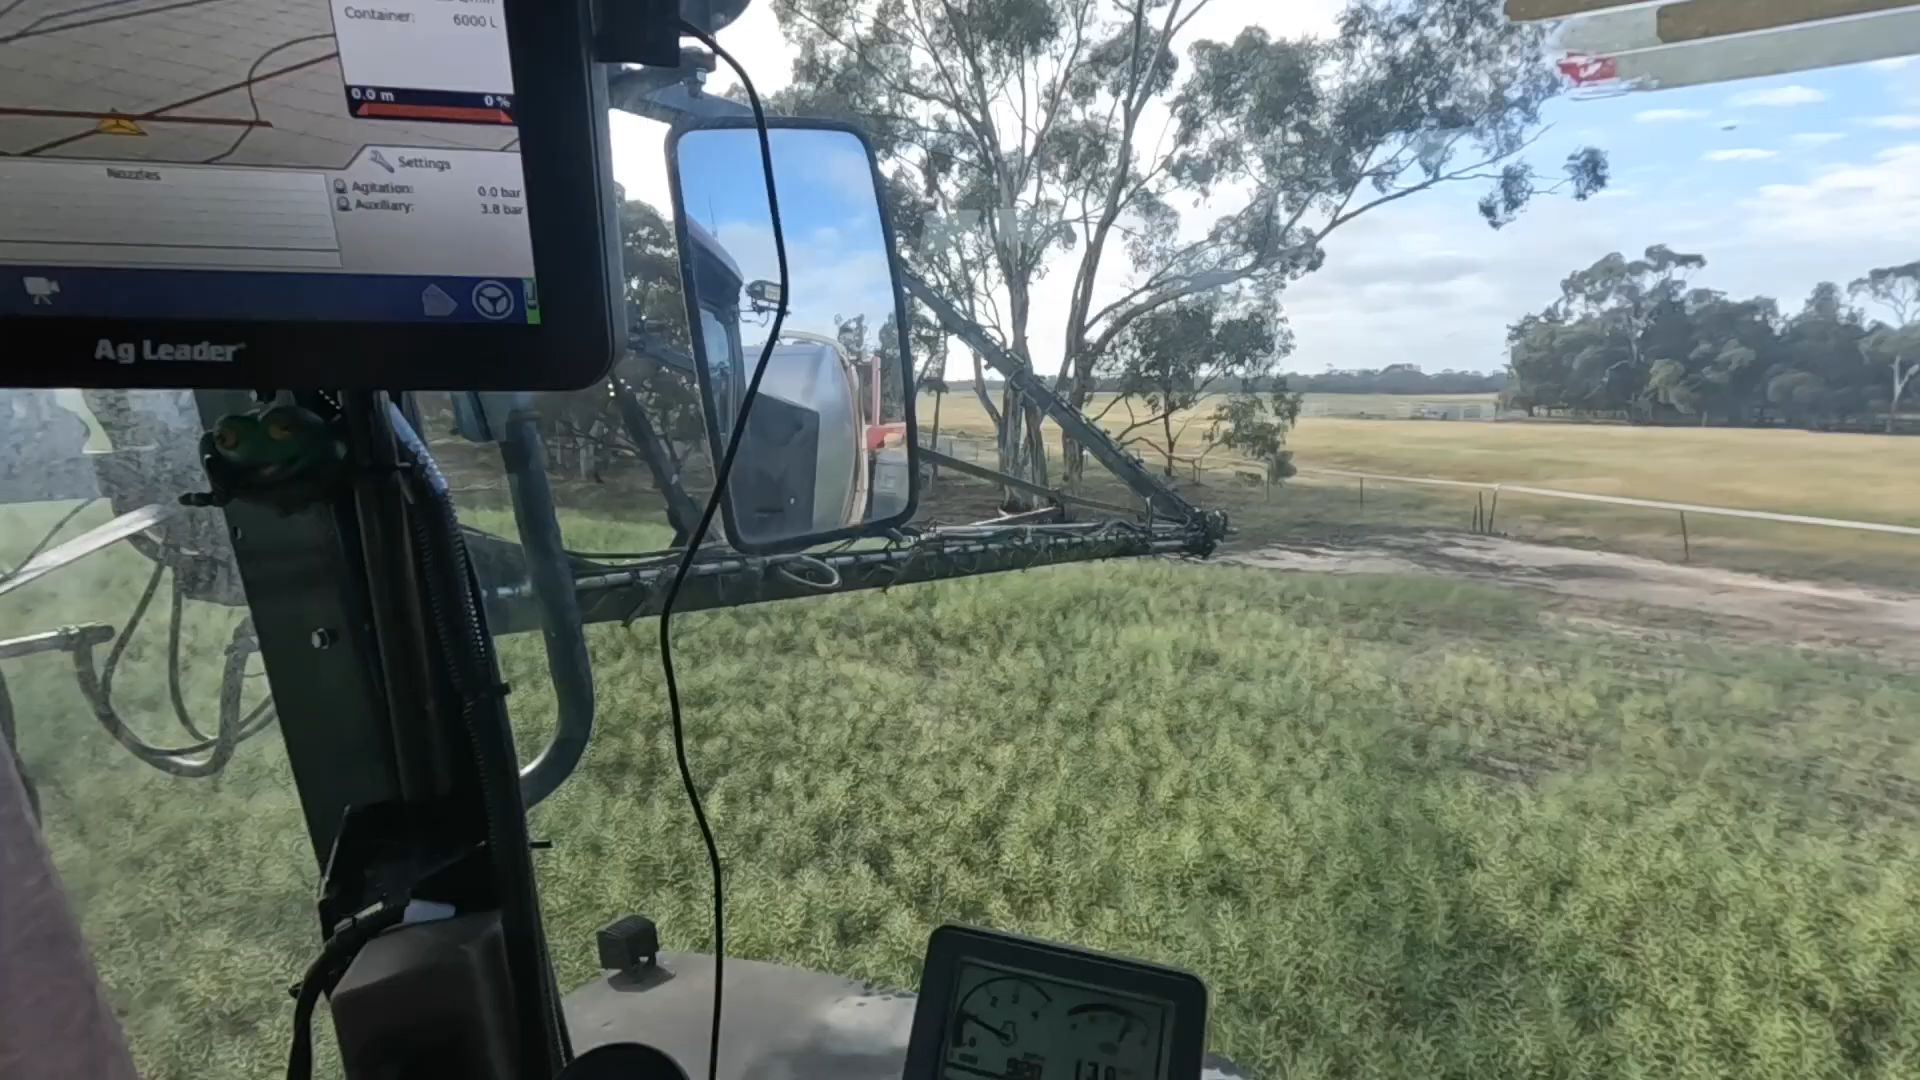 Container: 6000 L
0.0 m 0 %
Nozzles
Settings
Agitation: 0.0 bar
Auxiliary: 3.8 bar
Ag Leader